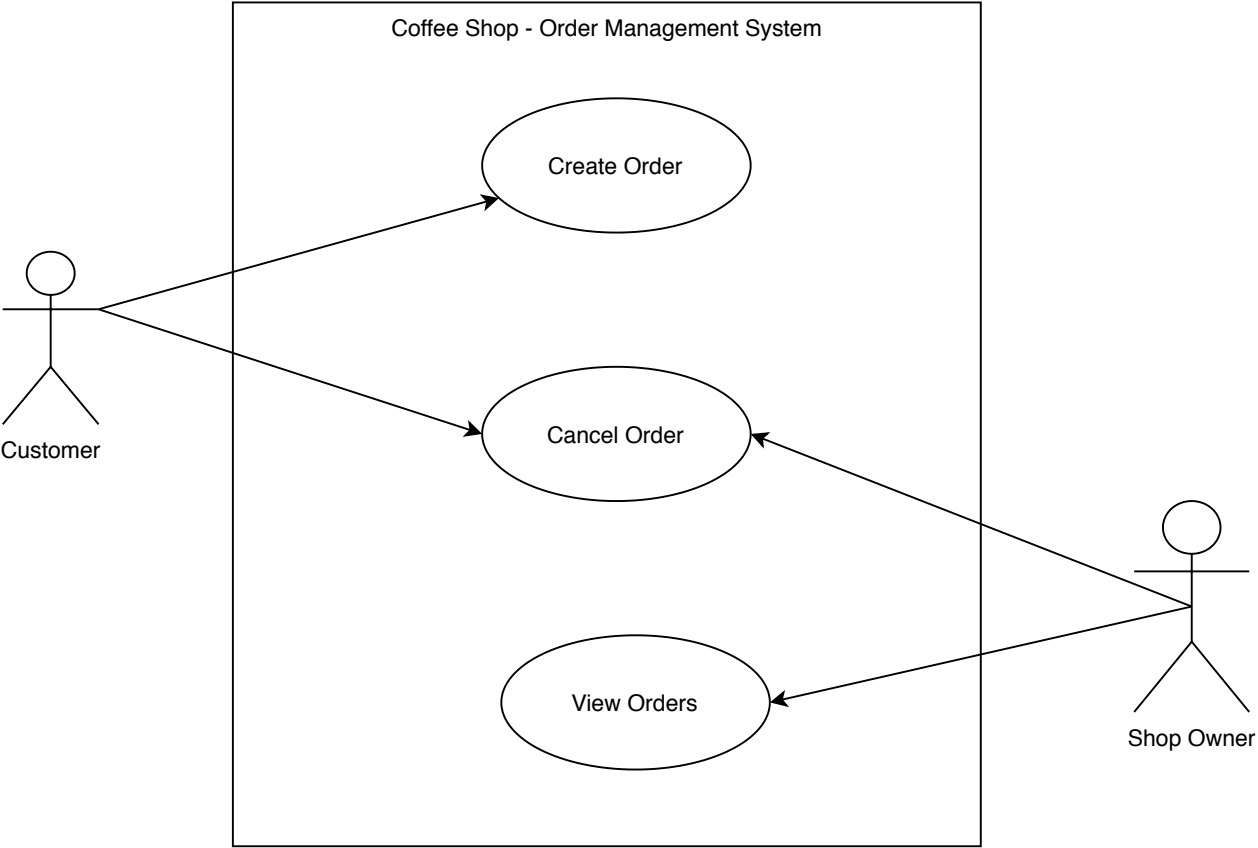 Coffee Shop - Order Management System
Create Order
Customer
Cancel Order
View Orders
Shop Owner